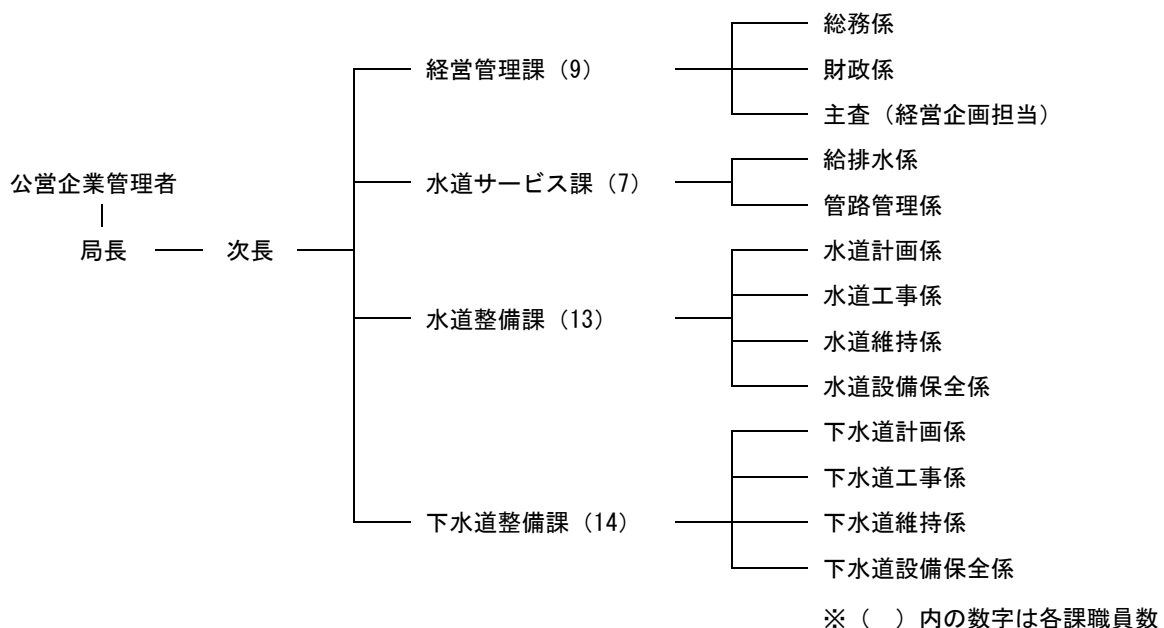 総務係
経営管理課（9）
財政係
主査（経営企画担当）
給排水係
公営企業管理者
水道サービス課（7）
管路管理係
局長
次長
水道計画係
水道工事係
水道整備課（13）
水道維持係
水道設備保全係
下水道計画係
下水道工事係
下水道整備課（14）
下水道維持係
下水道設備保全係
※（　）内の数字は各課職員数